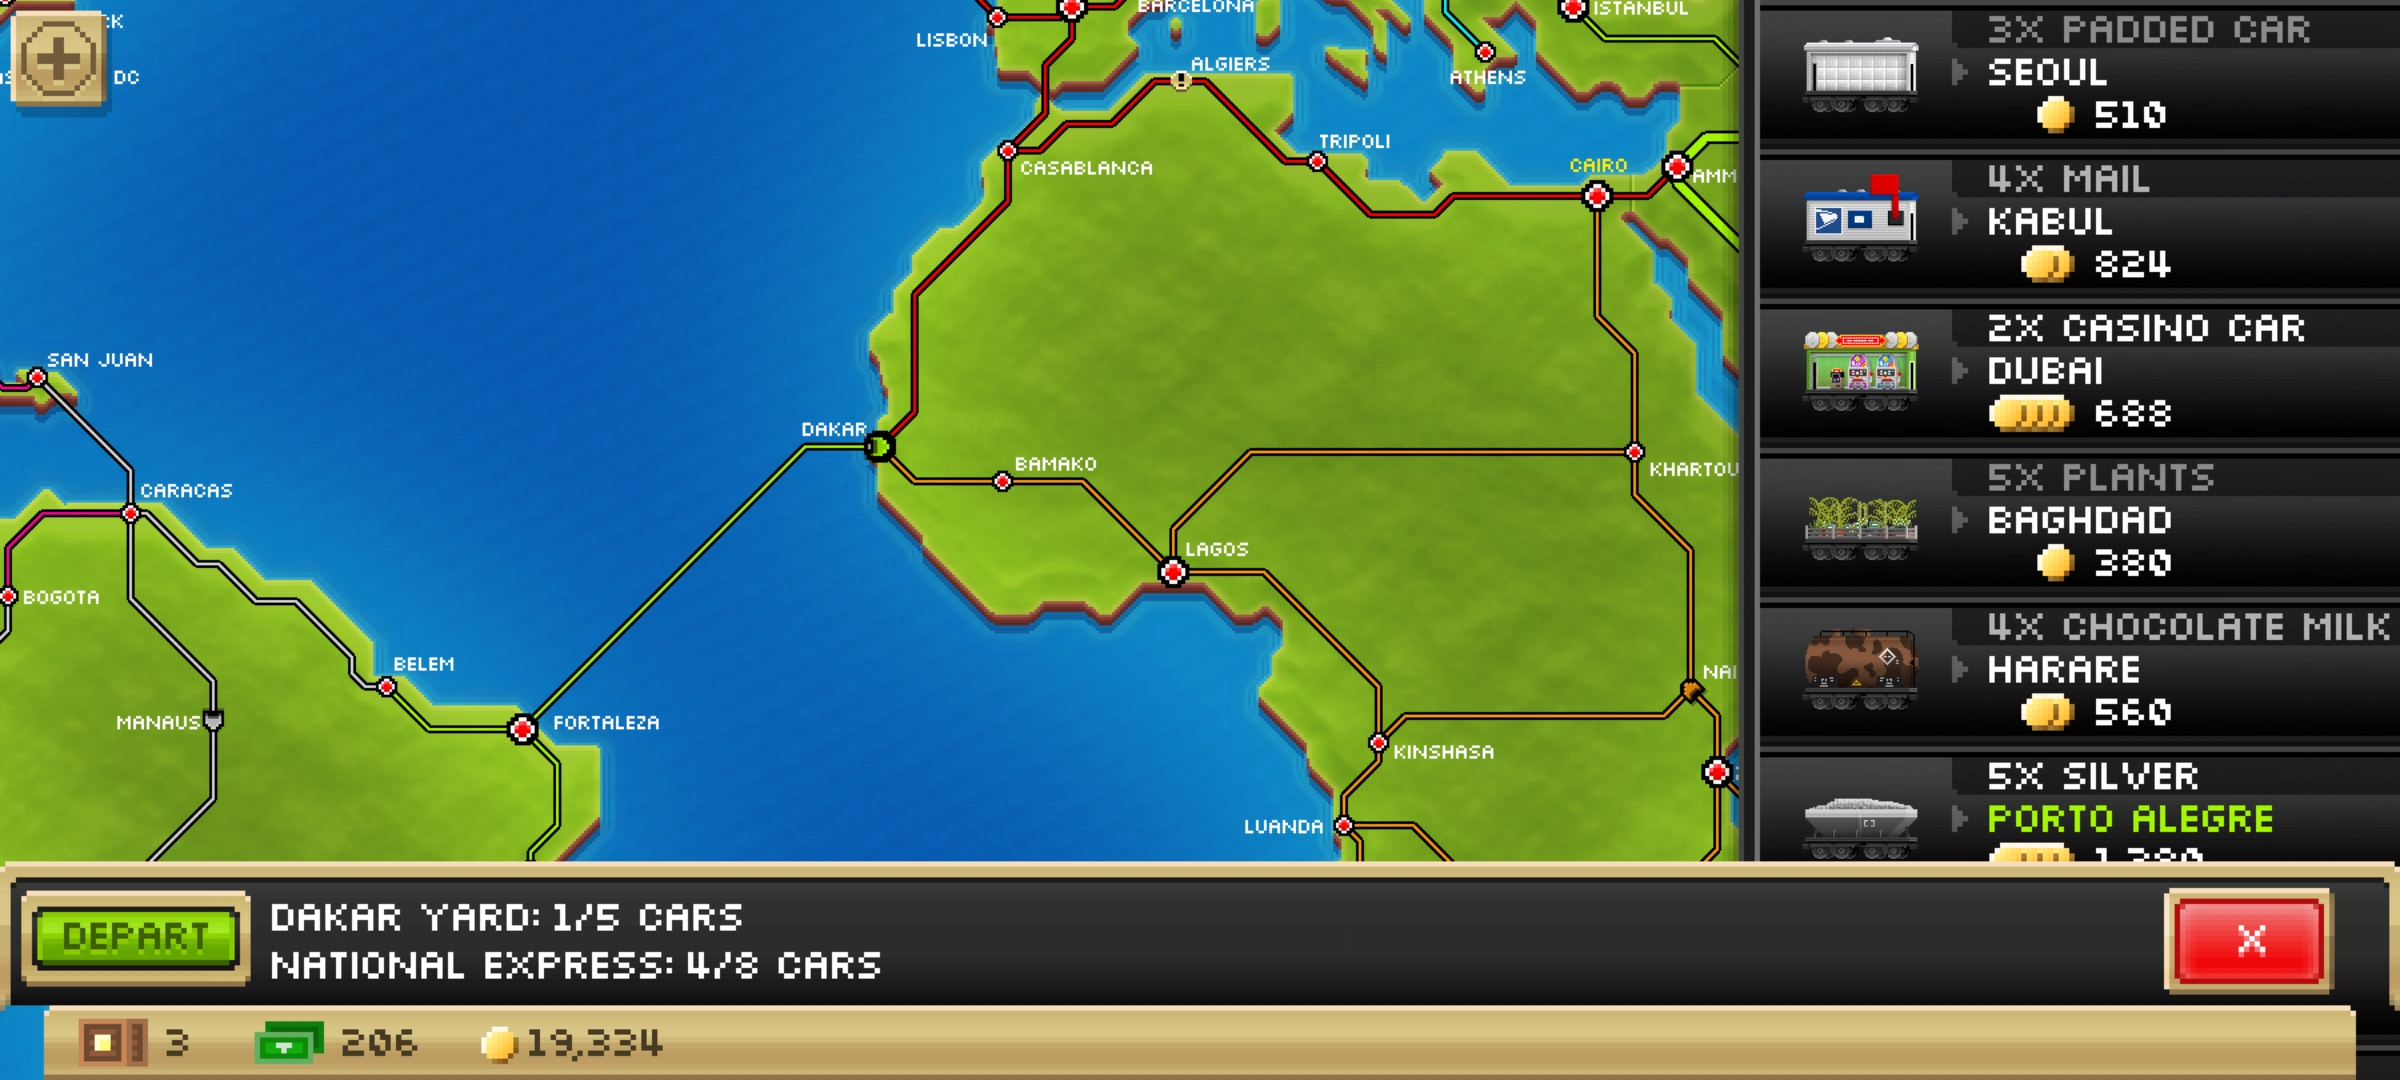 CK
DC
BARCELONA
ISTANBUL
LISBON
ALGIERS
ATHENS
TRIPOLI
CASABLANCA
CAIRO
AMM
SAN JUAN
DAKAR
BAMAKO
KHARTOU
CARACAS
LAGOS
BOGOTA
BELEM
NAI
MANAUS
FORTALEZA
KINSHASA
LUANDA
3X PADDED CAR
SEOUL
510
4X MAIL
KABUL
824
2X CASINO CAR
DUBAI
688
5X PLANTS
BAGHDAD
380
4X CHOCOLATE MILK
HARARE
560
5X SILVER
PORTO ALEGRE
DEPART
DAKAR YARD: 1/5 CARS
NATIONAL EXPRESS: 4/8 CARS
X
3
206
19,334